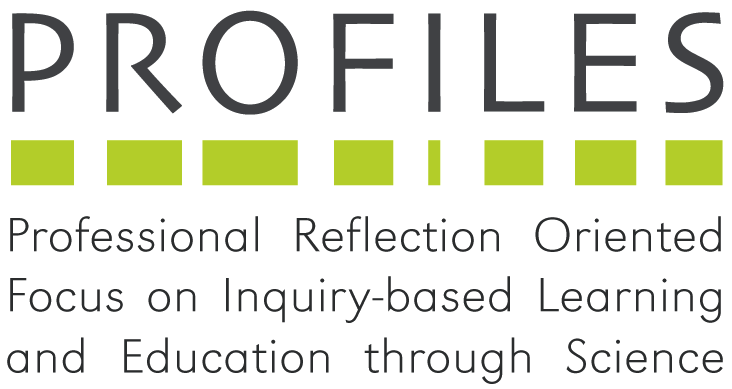 PROFILES
Professional Reflection Oriented
Focus on Inquiry-based Learning
and Education through Science